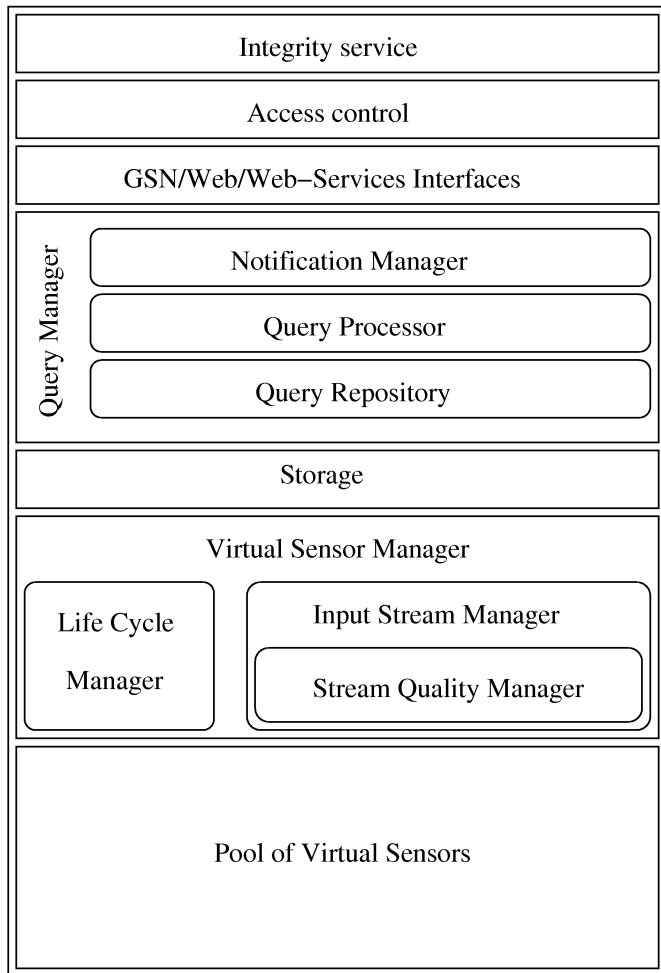 Integrity service
Access control
GSN/Web/Web−Services Interfaces
Query Manager
Notification Manager
Query Processor
Query Repository
Storage
Virtual Sensor Manager
Life Cycle
Manager
Input Stream Manager
Stream Quality Manager
Pool of Virtual Sensors